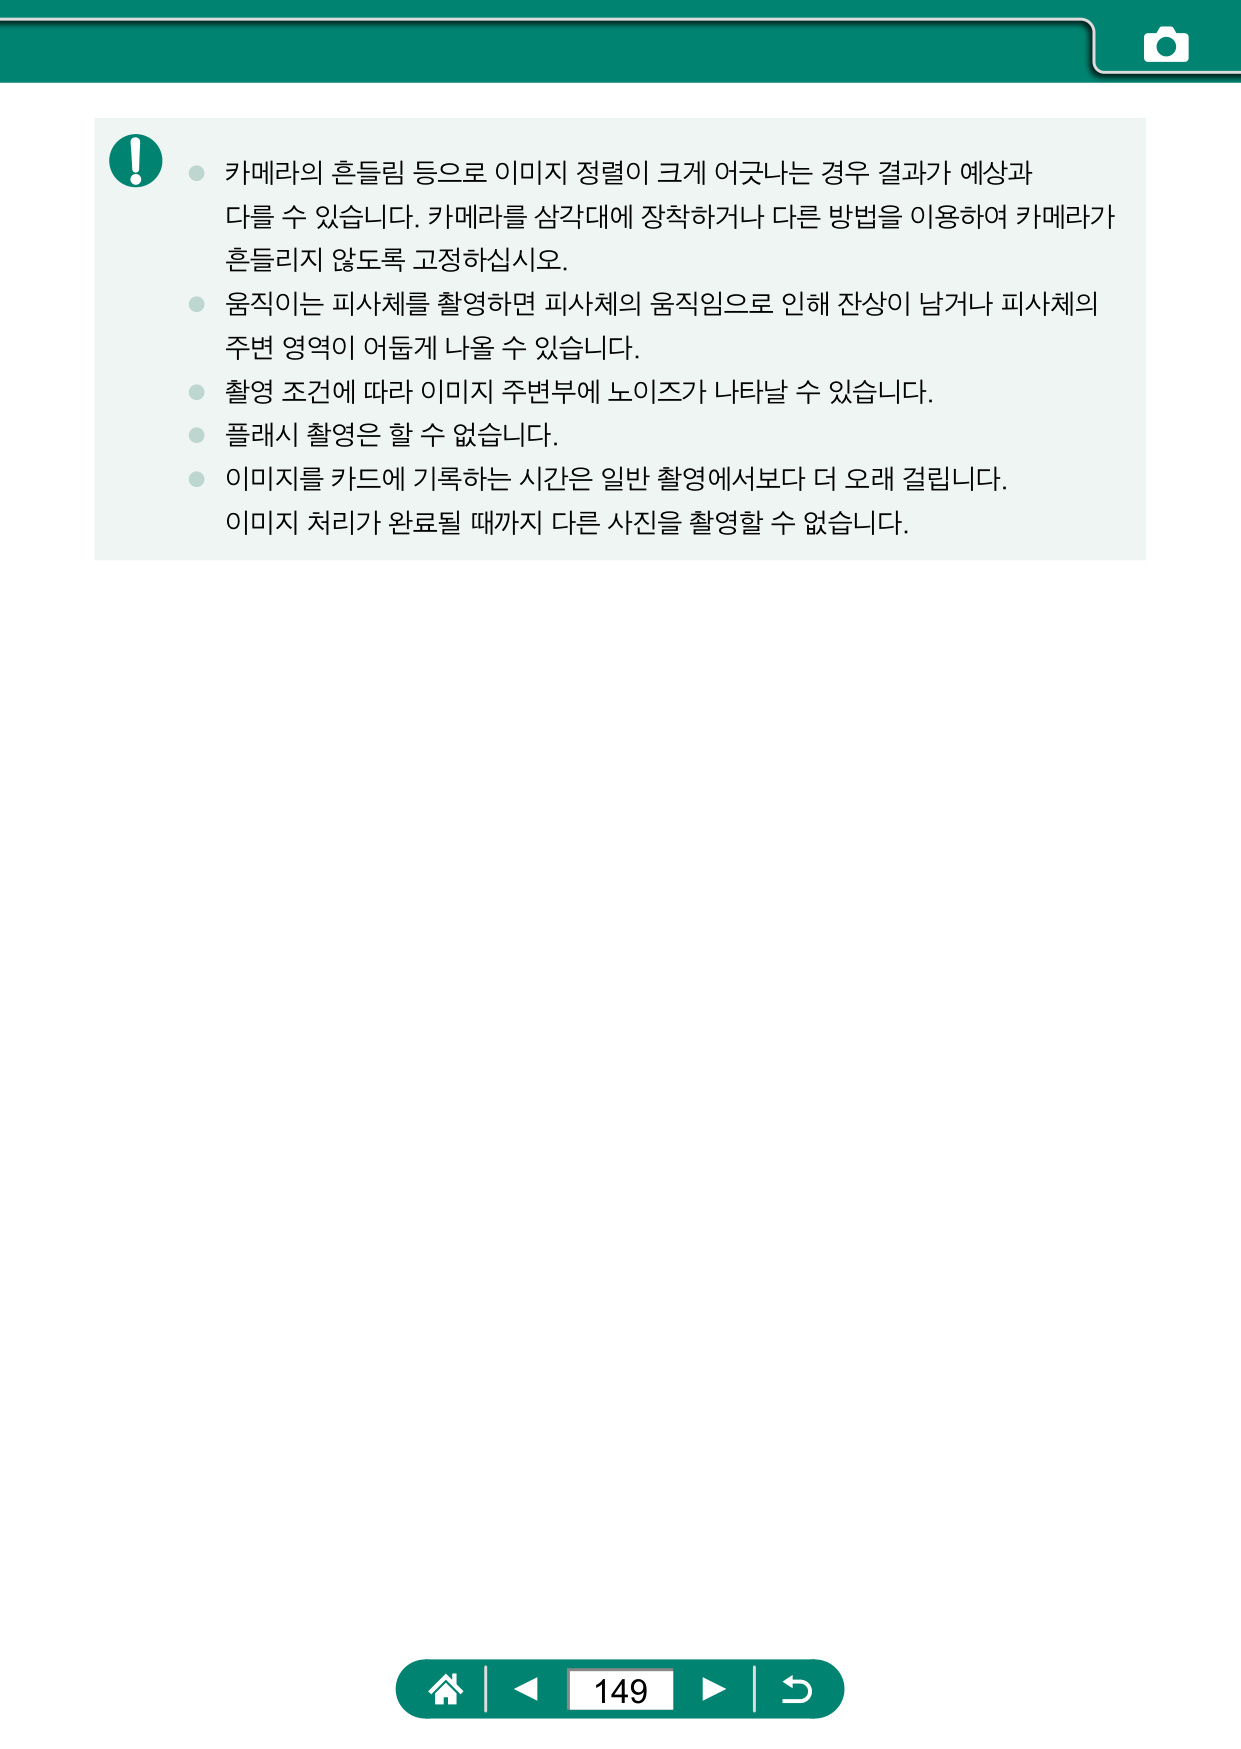 카메라의 흔들림 등으로 이미지 정렬이 크게 어긋나는 경우 결과가 예상과
다를 수 있습니다. 카메라를 삼각대에 장착하거나 다른 방법을 이용하여 카메라가
흔들리지 않도록 고정하십시오.
움직이는 피사체를 촬영하면 피사체의 움직임으로 인해 잔상이 남거나 피사체의
주변 영역이 어둡게 나올 수 있습니다.
촬영 조건에 따라 이미지 주변부에 노이즈가 나타날 수 있습니다.
플래시 촬영은 할 수 없습니다.
이미지를 카드에 기록하는 시간은 일반 촬영에서보다 더 오래 걸립니다.
이미지 처리가 완료될 때까지 다른 사진을 촬영할 수 없습니다.
149